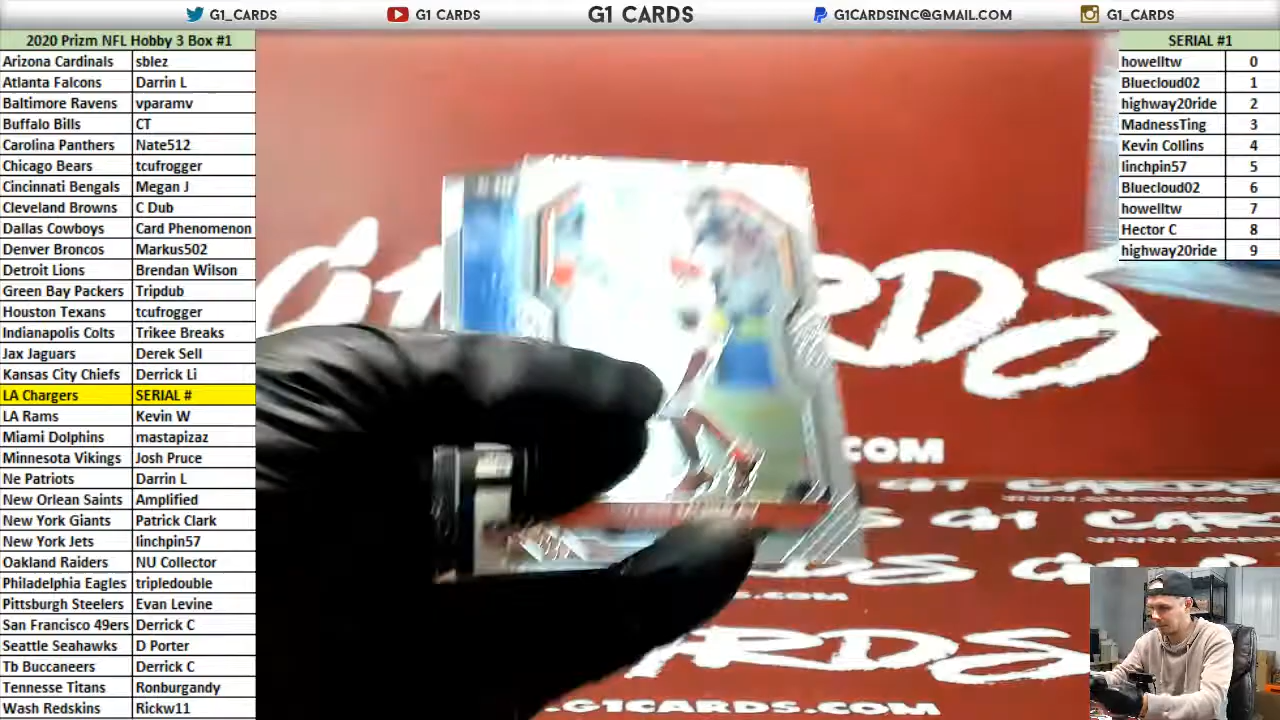 G1_CARDS G1 CARDS G1 CARDS G1CARDSINC@GMAIL.COM G1_CARDS
2020 Prizm NFL Hobby 3 Box #1
Arizona Cardinals sblez
Atlanta Falcons Darrin L
Baltimore Ravens vparamv
Buffalo Bills CT
Carolina Panthers Nate512
Chicago Bears tcufrogger
Cincinnati Bengals Megan J
Cleveland Browns C Dub
Dallas Cowboys Card Phenomenon
Denver Broncos Markus502
Detroit Lions Brendan Wilson
Green Bay Packers Tripdub
Houston Texans tcufrogger
Indianapolis Colts Trikee Breaks
Jax Jaguars Derek Sell
Kansas City Chiefs Derrick Li
LA Chargers SERIAL #
LA Rams Kevin W
Miami Dolphins mastapizaz
Minnesota Vikings Josh Pruce
Ne Patriots Darrin L
New Orlean Saints Amplified
New York Giants Patrick Clark
New York Jets linchpin57
Oakland Raiders NU Collector
Philadelphia Eagles tripledouble
Pittsburgh Steelers Evan Levine
San Francisco 49ers Derrick C
Seattle Seahawks D Porter
Tb Buccaneers Derrick C
Tennesse Titans Ronburgandy
Wash Redskins Rickw11
SERIAL #1
howelltw 0
Bluecloud02 1
highway20ride 2
MadnessTing 3
Kevin Collins 4
linchpin57 5
Bluecloud02 6
howelltw 7
Hector C 8
highway20ride 9
G1 CARDS
.COM
S G1 CARDS
.G1CARDS.COM